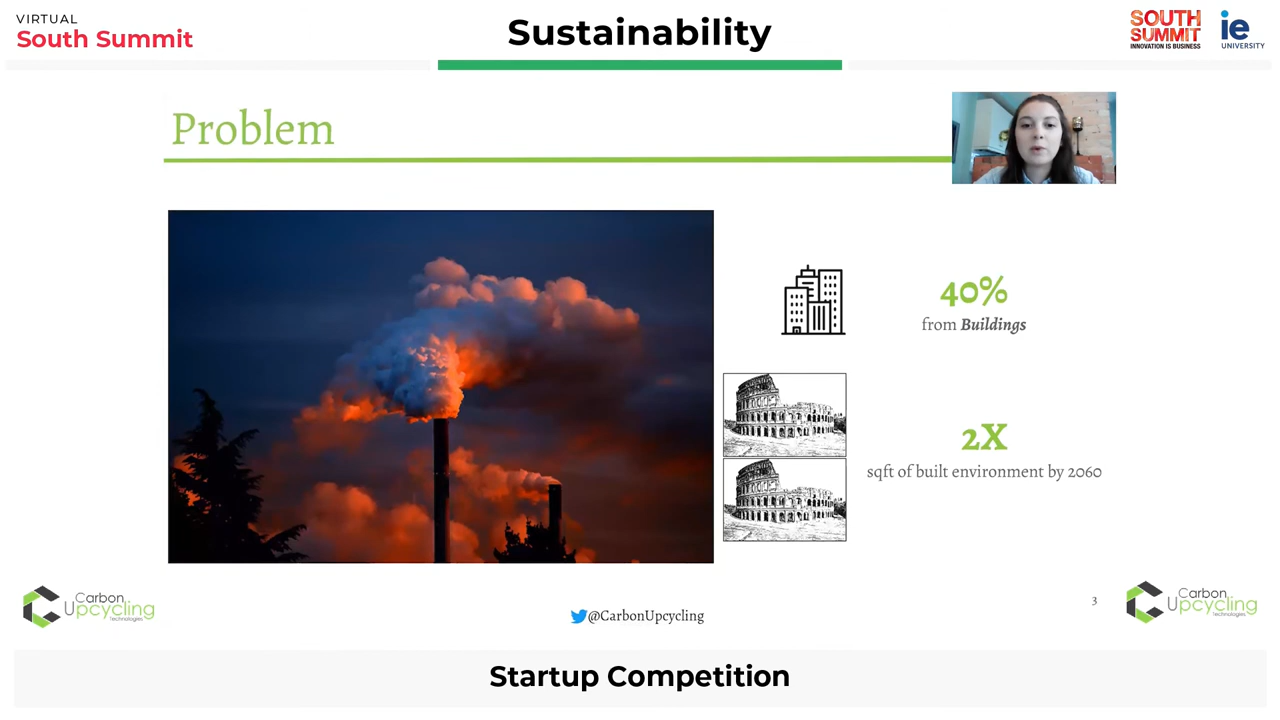 VIRTUAL
South Summit
Sustainability
SOUTH
SUMMIT
INNOVATION IS BUSINESS
ie
UNIVERSITY
Problem
40%
from Buildings
2X
sqft of built environment by 2060
Carbon
Upcycling
Technologies
@CarbonUpcycling
3
Carbon
Upcycling
Technologies
Startup Competition